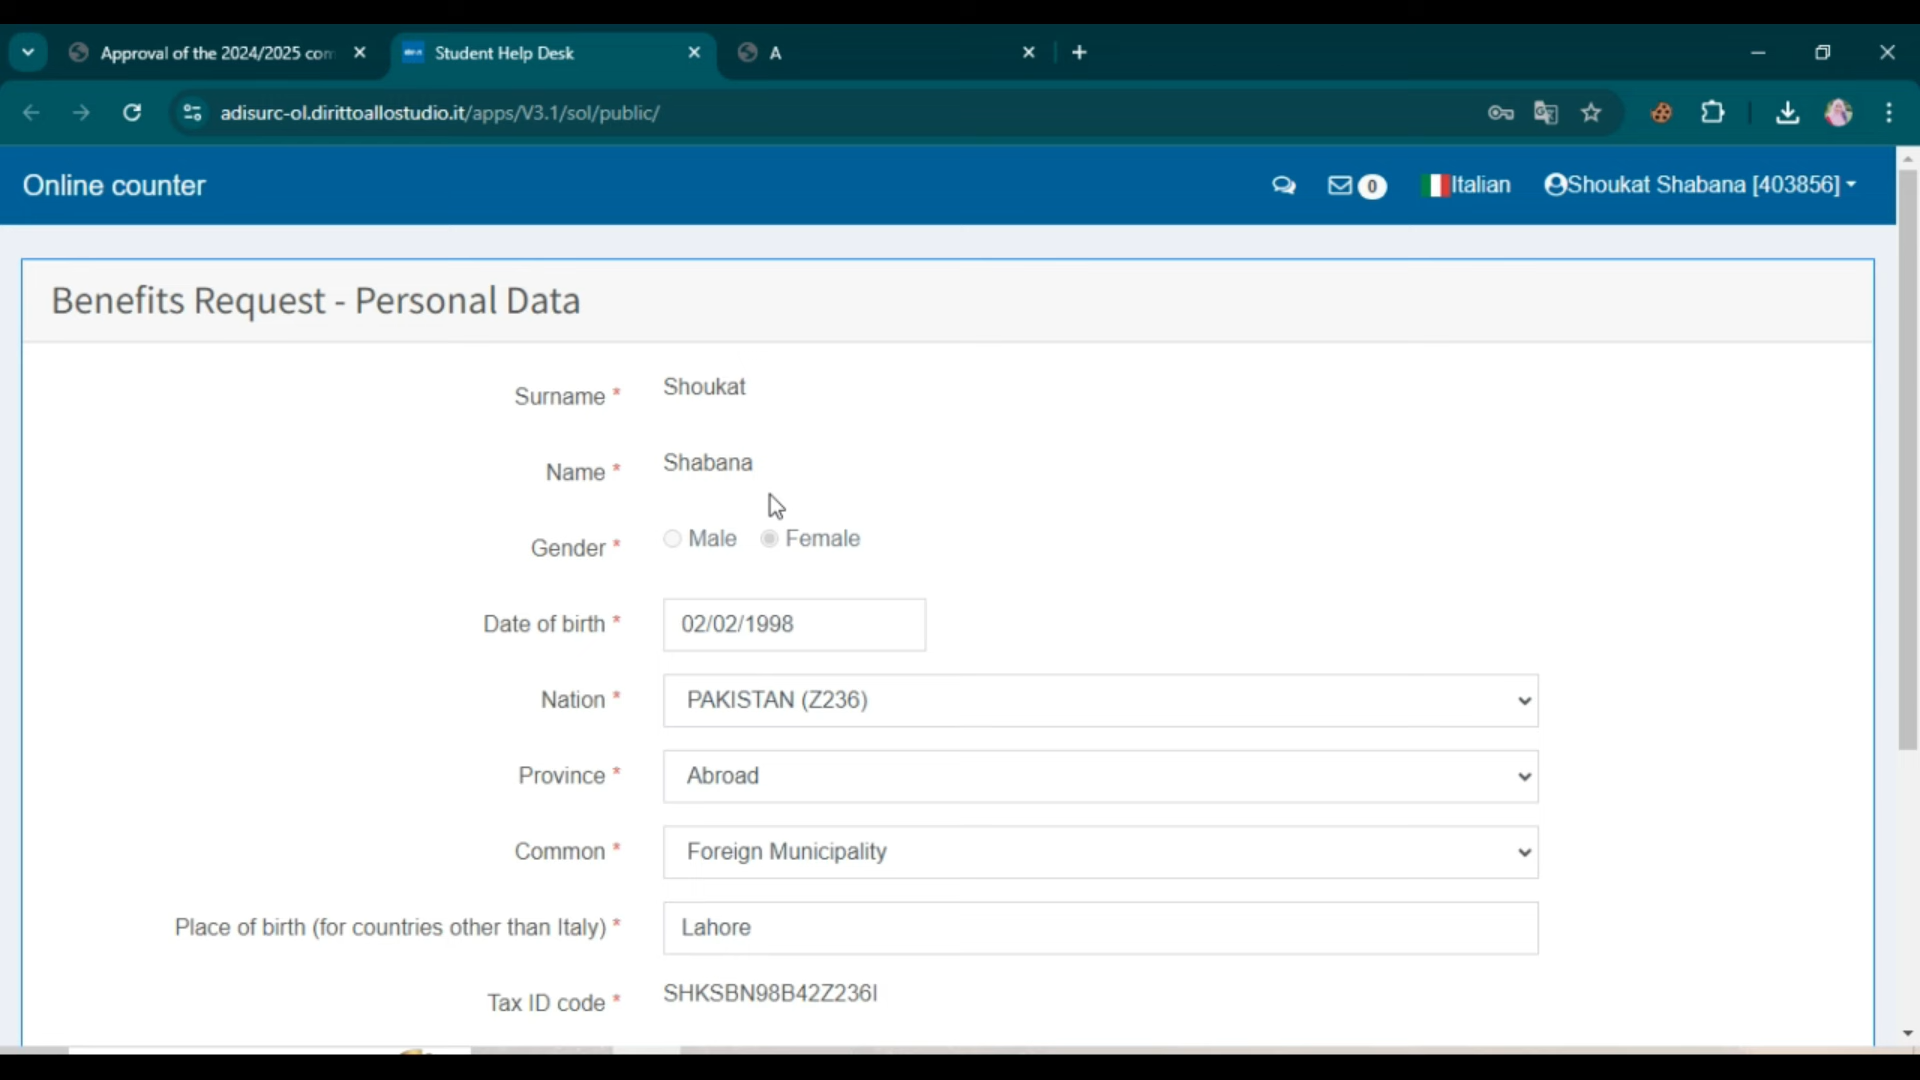 Approval of the 2024/2025 com
Student Help Desk
A
adisurc-ol.dirittoallostudio.it/apps/V3.1/sol/public/
Online counter
0
Italian
Shoukat Shabana [403856]
Benefits Request - Personal Data
Surname * Shoukat
Name * Shabana
Gender * Male Female
Date of birth * 02/02/1998
Nation * PAKISTAN (Z236)
Province * Abroad
Common * Foreign Municipality
Place of birth (for countries other than Italy) * Lahore
Tax ID code * SHKSBN98B42Z236I